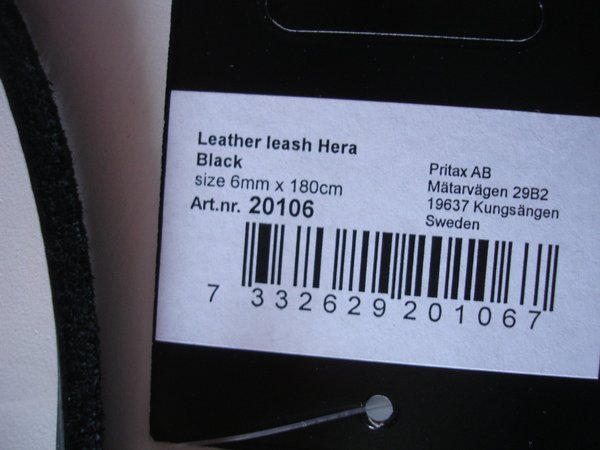 Leather leash Hera
Black
size 6mm x 180cm
Art.nr. 20106
Pritax AB
Mätarvägen 29B2
19637 Kungsängen
Sweden
7 332629 201067